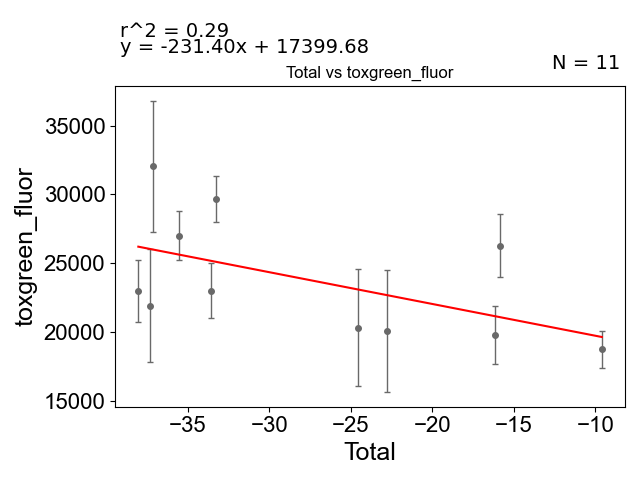 r^2 = 0.29
y = -231.40x + 17399.68
N = 11
Total vs toxgreen_fluor
35000
30000
25000
20000
15000
toxgreen_fluor
−35
−30
−25
−20
−15
−10
Total